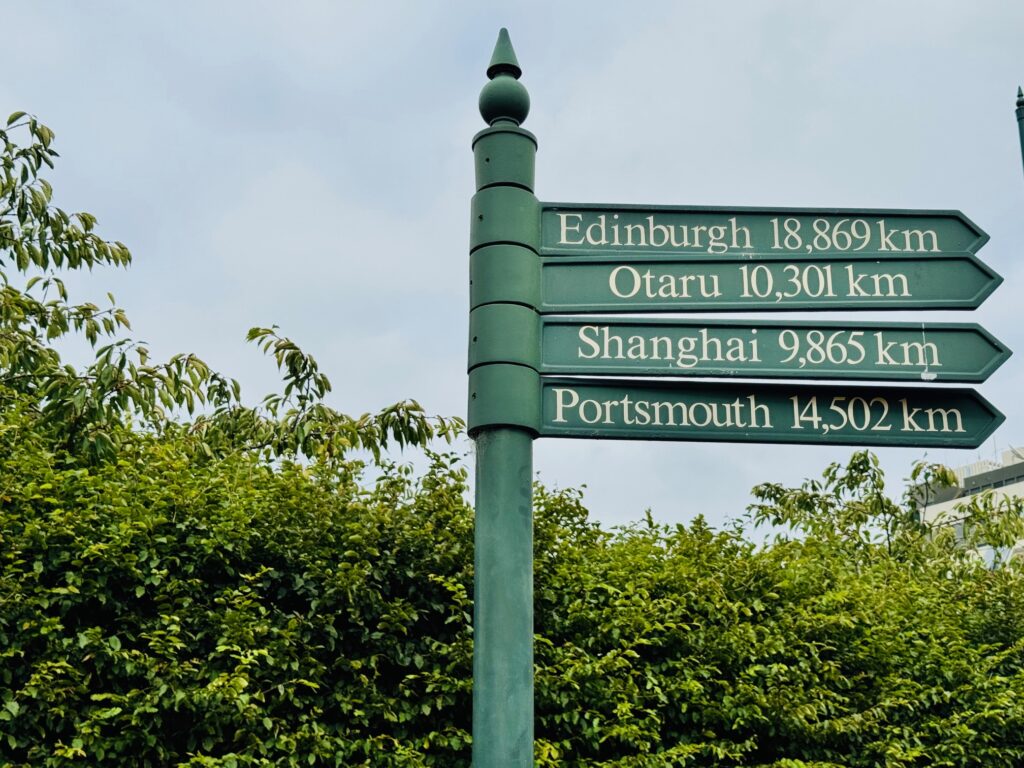 Edinburgh 18,869 km
Otaru 10,301 km
Shanghai 9,865 km
Portsmouth 14,502 km